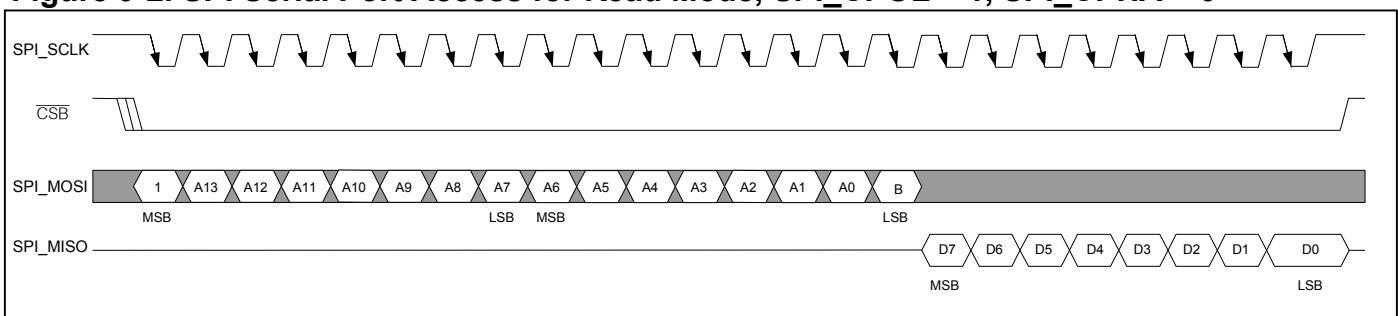 SPI_SCLK
CSB
SPI_MOSI 1 A13 A12 A11 A10 A9 A8 A7 A6 A5 A4 A3 A2 A1 A0 B
MSB LSB MSB LSB
SPI_MISO D7 D6 D5 D4 D3 D2 D1 D0
MSB LSB